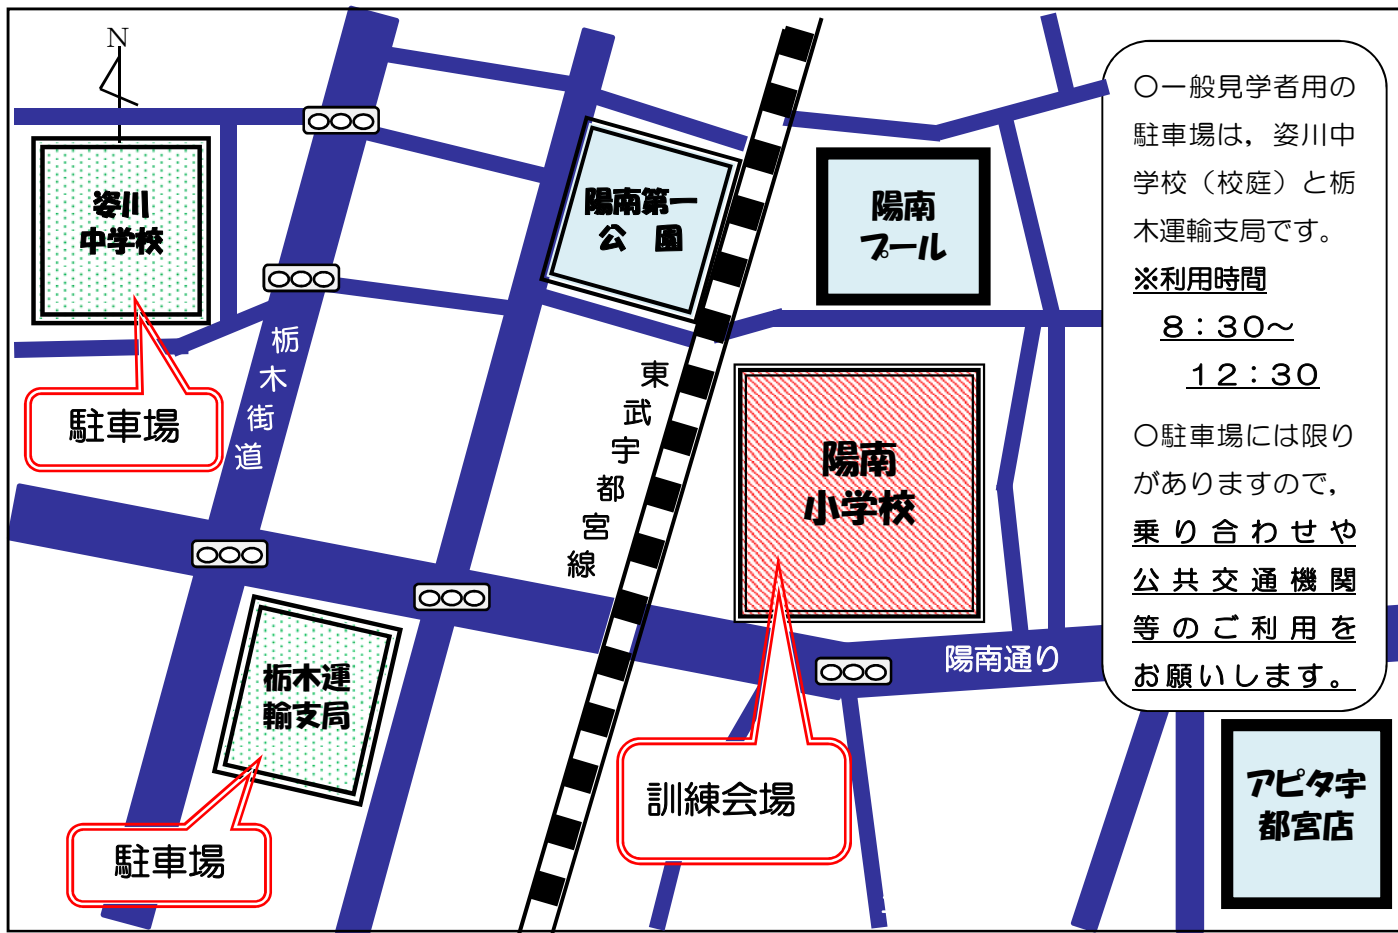 N
姿川
中学校
駐車場
栃木街道
陽南第一
公　園
陽南
プール
東武宇都宮線
陽南
小学校
栃木運
輸支局
駐車場
訓練会場
陽南通り
アピタ宇
都宮店
○一般見学者用の
駐車場は，姿川中
学校（校庭）と栃
木運輸支局です。
※利用時間
８：３０～
１２：３０
○駐車場には限り
がありますので，
乗り合わせや
公共交通機関
等のご利用を
お願いします。